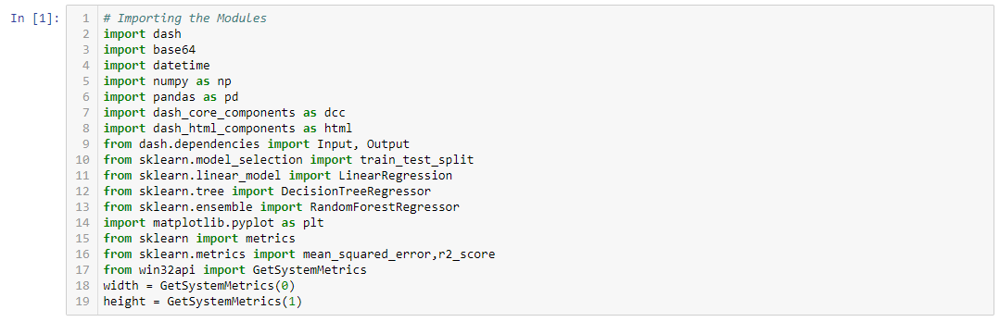 In [1]:
1 # Importing the Modules
2 import dash
3 import base64
4 import datetime
5 import numpy as np
6 import pandas as pd
7 import dash_core_components as dcc
8 import dash_html_components as html
9 from dash.dependencies import Input, Output
10 from sklearn.model_selection import train_test_split
11 from sklearn.linear_model import LinearRegression
12 from sklearn.tree import DecisionTreeRegressor
13 from sklearn.ensemble import RandomForestRegressor
14 import matplotlib.pyplot as plt
15 from sklearn import metrics
16 from sklearn.metrics import mean_squared_error,r2_score
17 from win32api import GetSystemMetrics
18 width = GetSystemMetrics(0)
19 height = GetSystemMetrics(1)